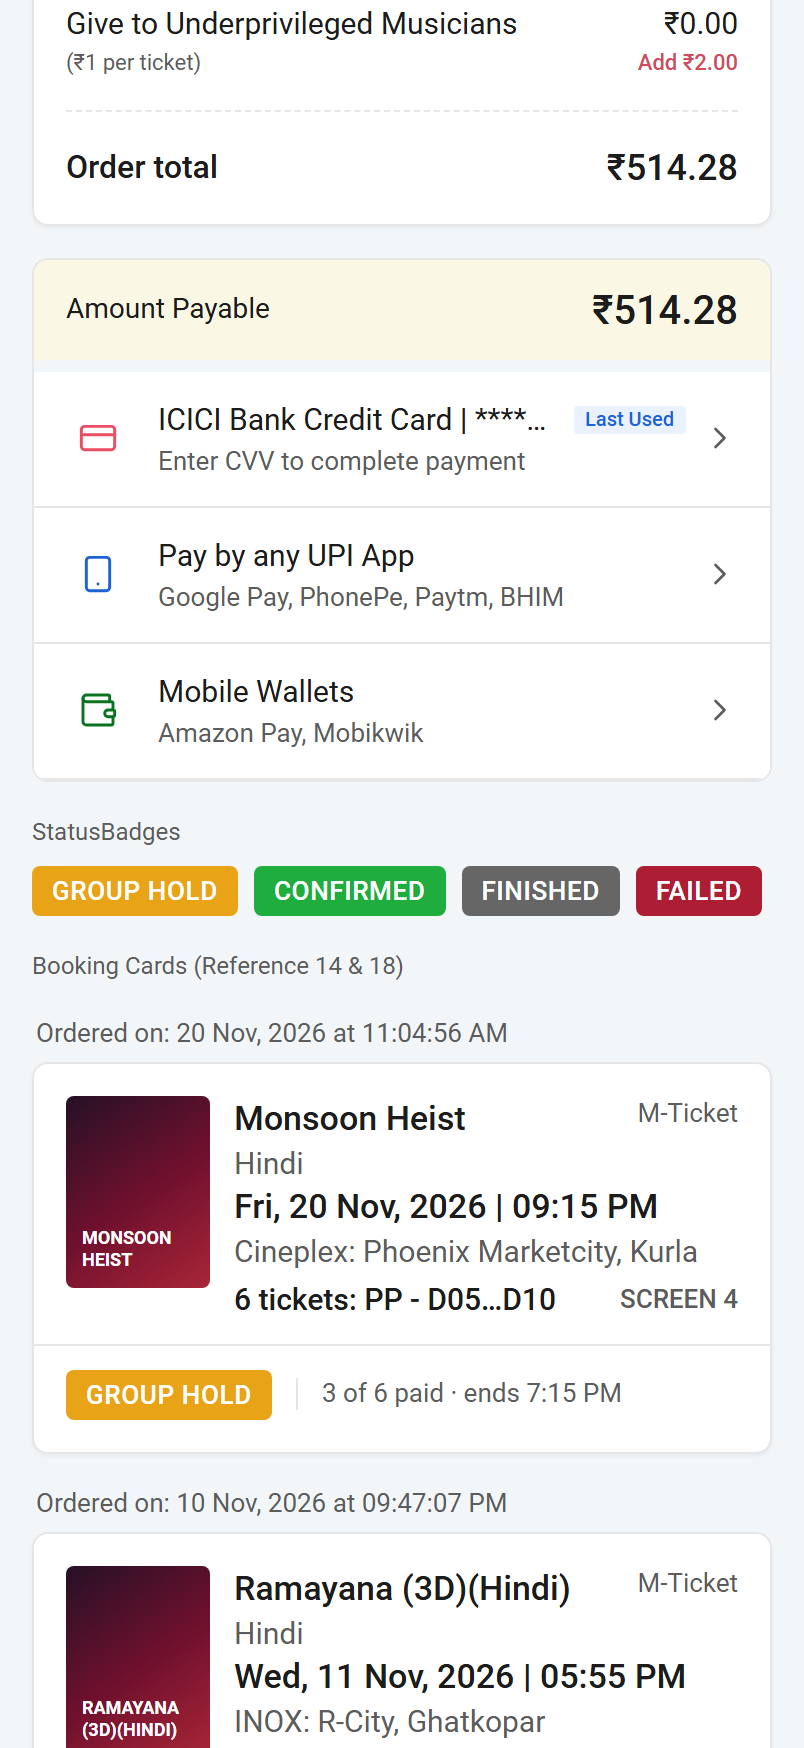 Give to Underprivileged Musicians ₹0.00
(₹1 per ticket) Add ₹2.00
Order total ₹514.28
Amount Payable ₹514.28
ICICI Bank Credit Card | ****... Last Used
Enter CVV to complete payment
Pay by any UPI App
Google Pay, PhonePe, Paytm, BHIM
Mobile Wallets
Amazon Pay, Mobikwik
StatusBadges
GROUP HOLD CONFIRMED FINISHED FAILED
Booking Cards (Reference 14 & 18)
Ordered on: 20 Nov, 2026 at 11:04:56 AM
Monsoon Heist M-Ticket
Hindi
Fri, 20 Nov, 2026 | 09:15 PM
Cineplex: Phoenix Marketcity, Kurla
6 tickets: PP - D05...D10 SCREEN 4
MONSOON
HEIST
GROUP HOLD 3 of 6 paid · ends 7:15 PM
Ordered on: 10 Nov, 2026 at 09:47:07 PM
Ramayana (3D)(Hindi) M-Ticket
Hindi
Wed, 11 Nov, 2026 | 05:55 PM
INOX: R-City, Ghatkopar
RAMAYANA
(3D)(HINDI)